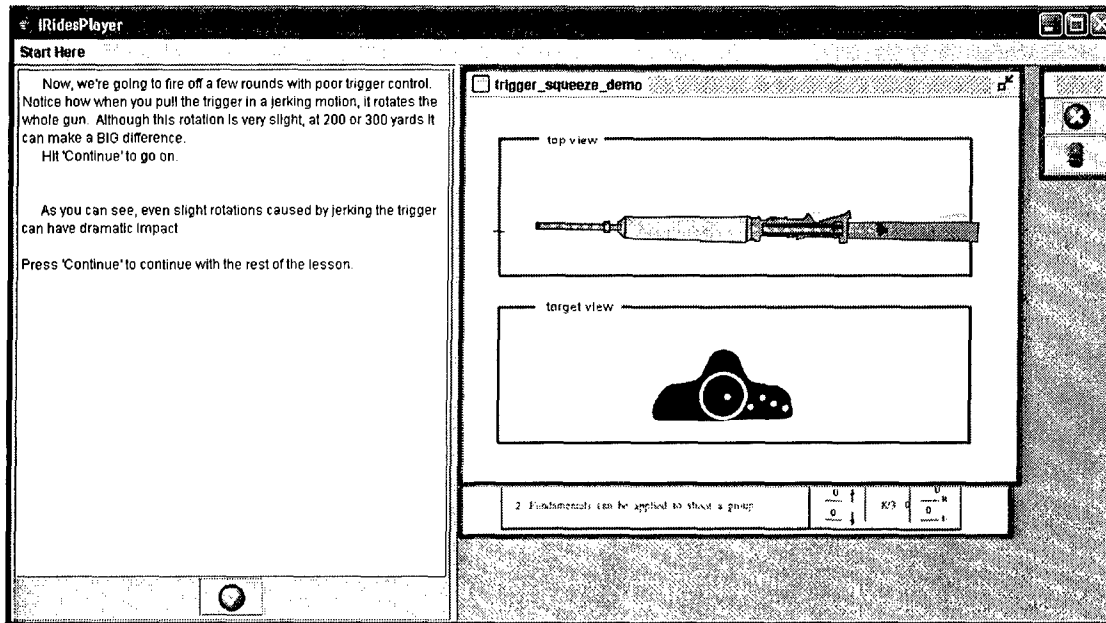 iRidesPlayer
Start Here
Now, we're going to fire off a few rounds with poor trigger control.
Notice how when you pull the trigger in a jerking motion, it rotates the
whole gun. Although this rotation is very slight, at 200 or 300 yards it
can make a BIG difference.
Hit 'Continue' to go on.
As you can see, even slight rotations caused by jerking the trigger
can have dramatic impact
Press 'Continue' to continue with the rest of the lesson.
trigger_squeeze_demo
top view
target view
2 Fundamentals can be applied to shoot a group
0
0
8/3
0